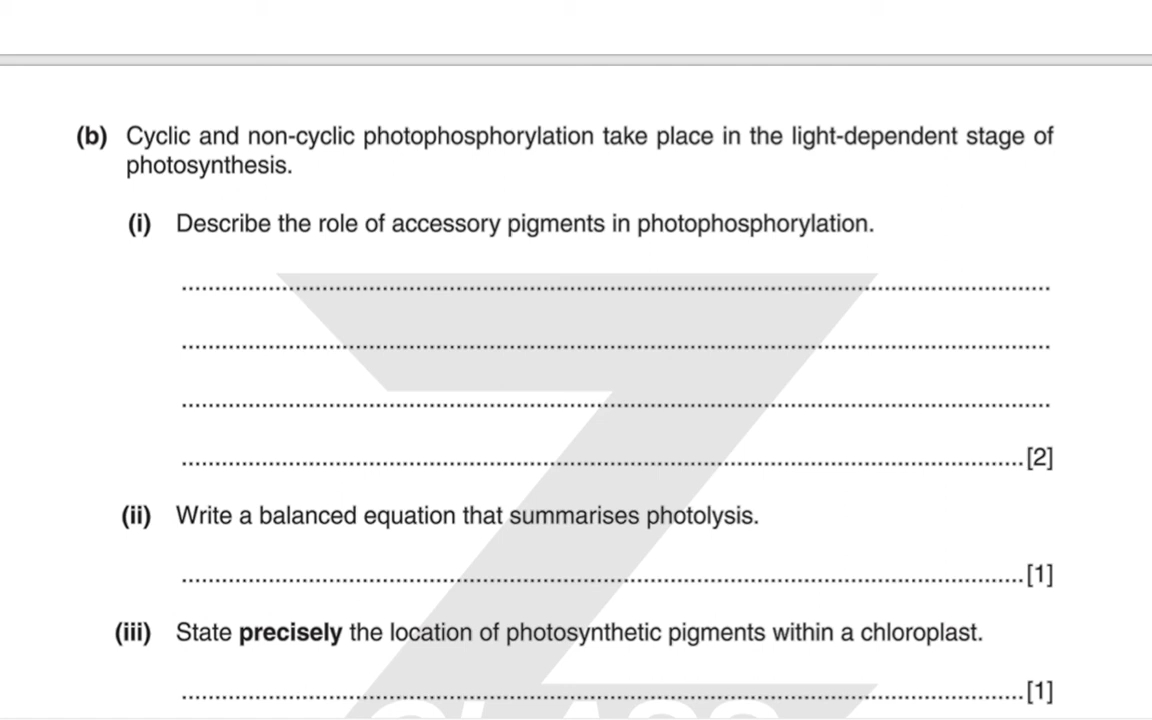 (b) Cyclic and non-cyclic photophosphorylation take place in the light-dependent stage of
photosynthesis.
(i) Describe the role of accessory pigments in photophosphorylation.
[2]
(ii) Write a balanced equation that summarises photolysis.
[1]
(iii) State precisely the location of photosynthetic pigments within a chloroplast.
[1]